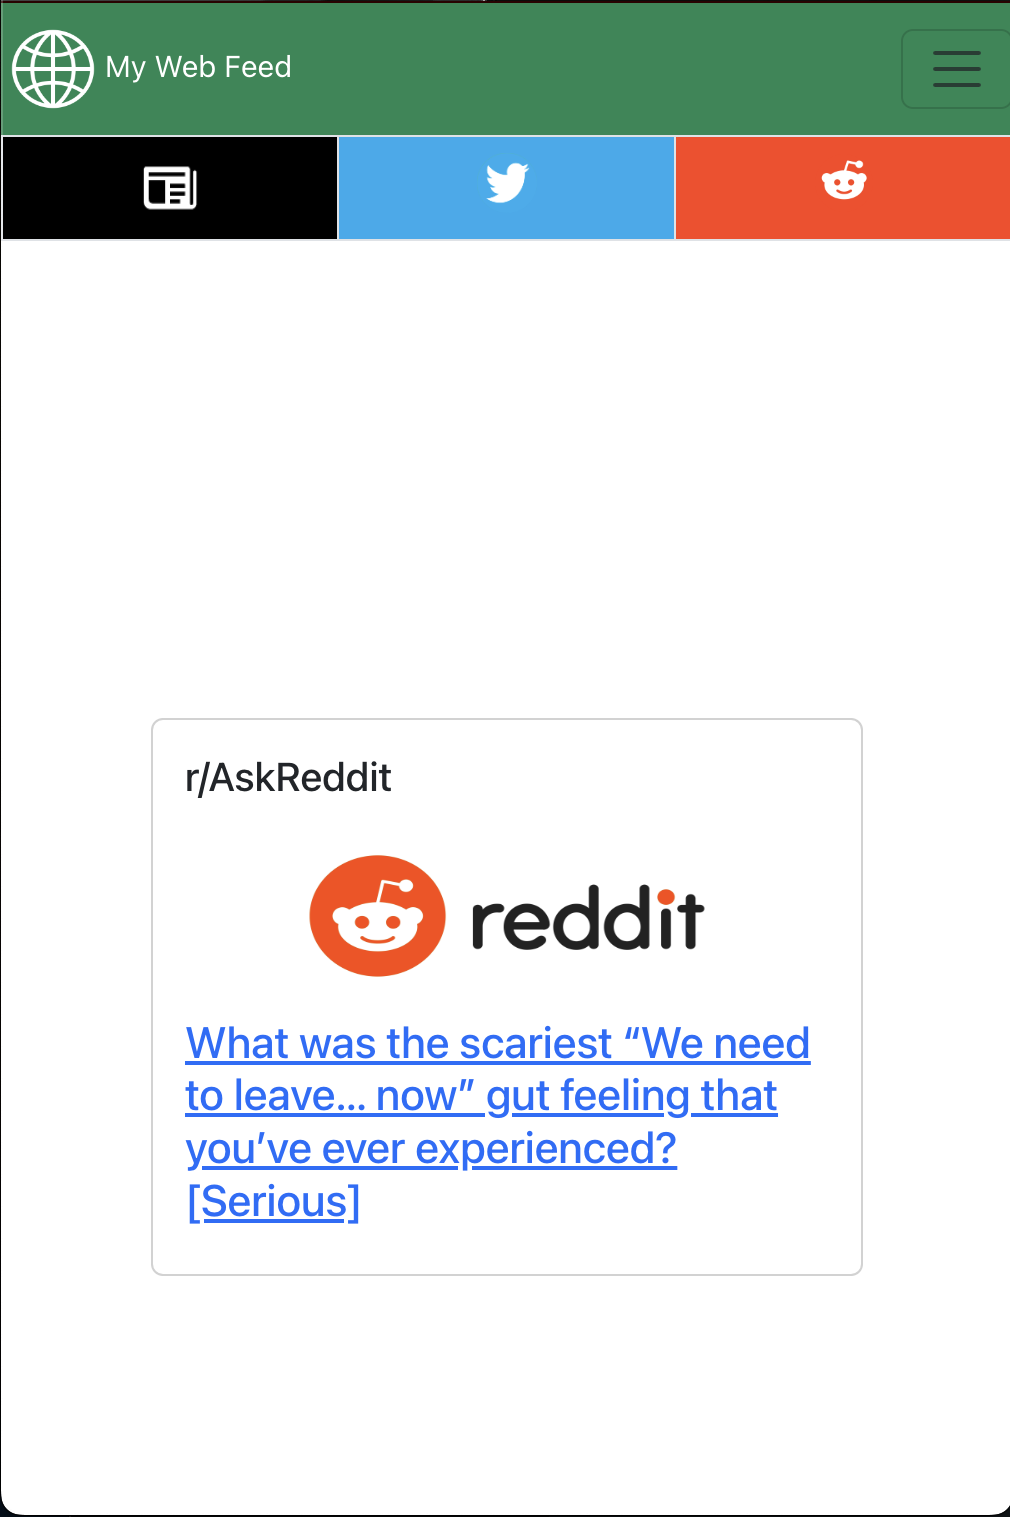 My Web Feed
r/AskReddit
reddit
What was the scariest “We need
to leave... now” gut feeling that
you’ve ever experienced?
[Serious]